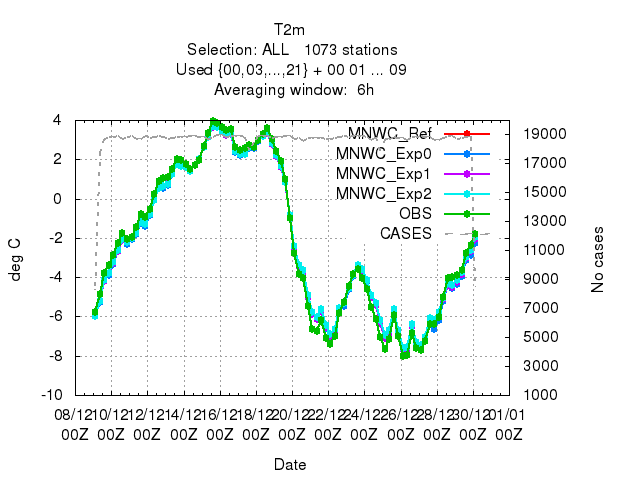 T2m
Selection: ALL 1073 stations
Used {00,03,...,21} + 00 01 ... 09
Averaging window: 6h
4
2
0
-2
-4
-6
-8
-10
deg C
19000
17000
15000
13000
11000
9000
7000
5000
3000
1000
No cases
MNWC_Ref
MNWC_Exp0
MNWC_Exp1
MNWC_Exp2
OBS
CASES
08/12 10/12 12/12 14/12 16/12 18/12 20/12 22/12 24/12 26/12 28/12 30/12 01/01
00Z 00Z 00Z 00Z 00Z 00Z 00Z 00Z 00Z 00Z 00Z 00Z 00Z
Date